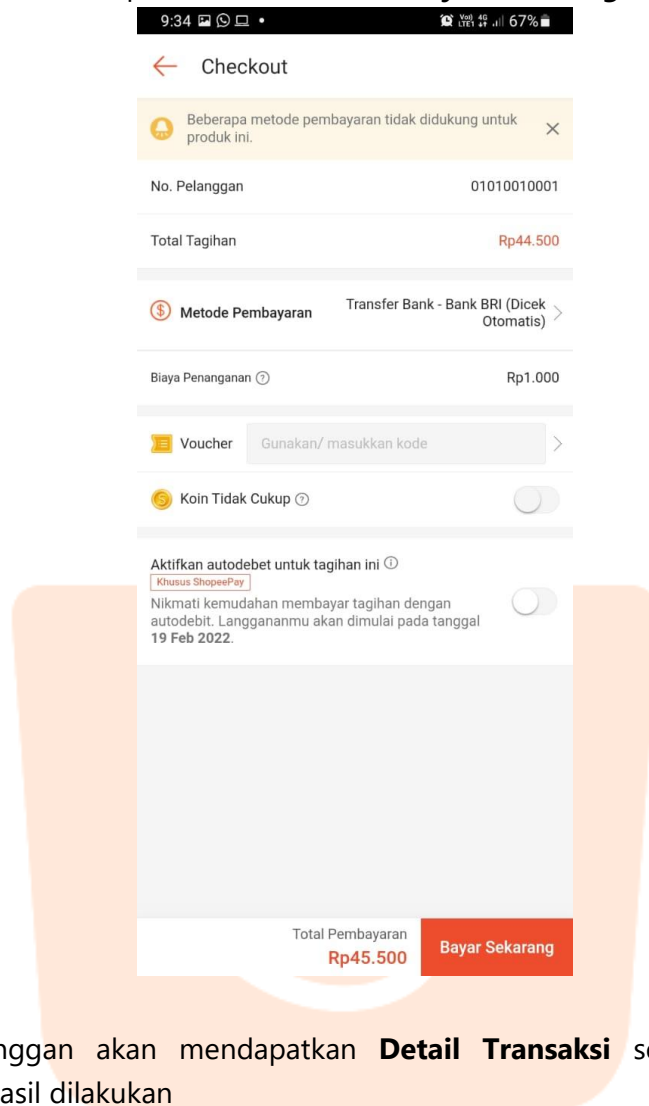 9:34
67%
Checkout
Beberapa metode pembayaran tidak didukung untuk
produk ini.
No. Pelanggan 01010010001
Total Tagihan Rp44.500
Metode Pembayaran Transfer Bank - Bank BRI (Dicek
Otomatis)
Biaya Penanganan Rp1.000
Voucher Gunakan/ masukkan kode
Koin Tidak Cukup
Aktifkan autodebet untuk tagihan ini
Khusus ShopeePay
Nikmati kemudahan membayar tagihan dengan
autodebit. Langgananmu akan dimulai pada tanggal
19 Feb 2022.
Total Pembayaran
Rp45.500
Bayar Sekarang
nggan akan mendapatkan Detail Transaksi
asil dilakukan